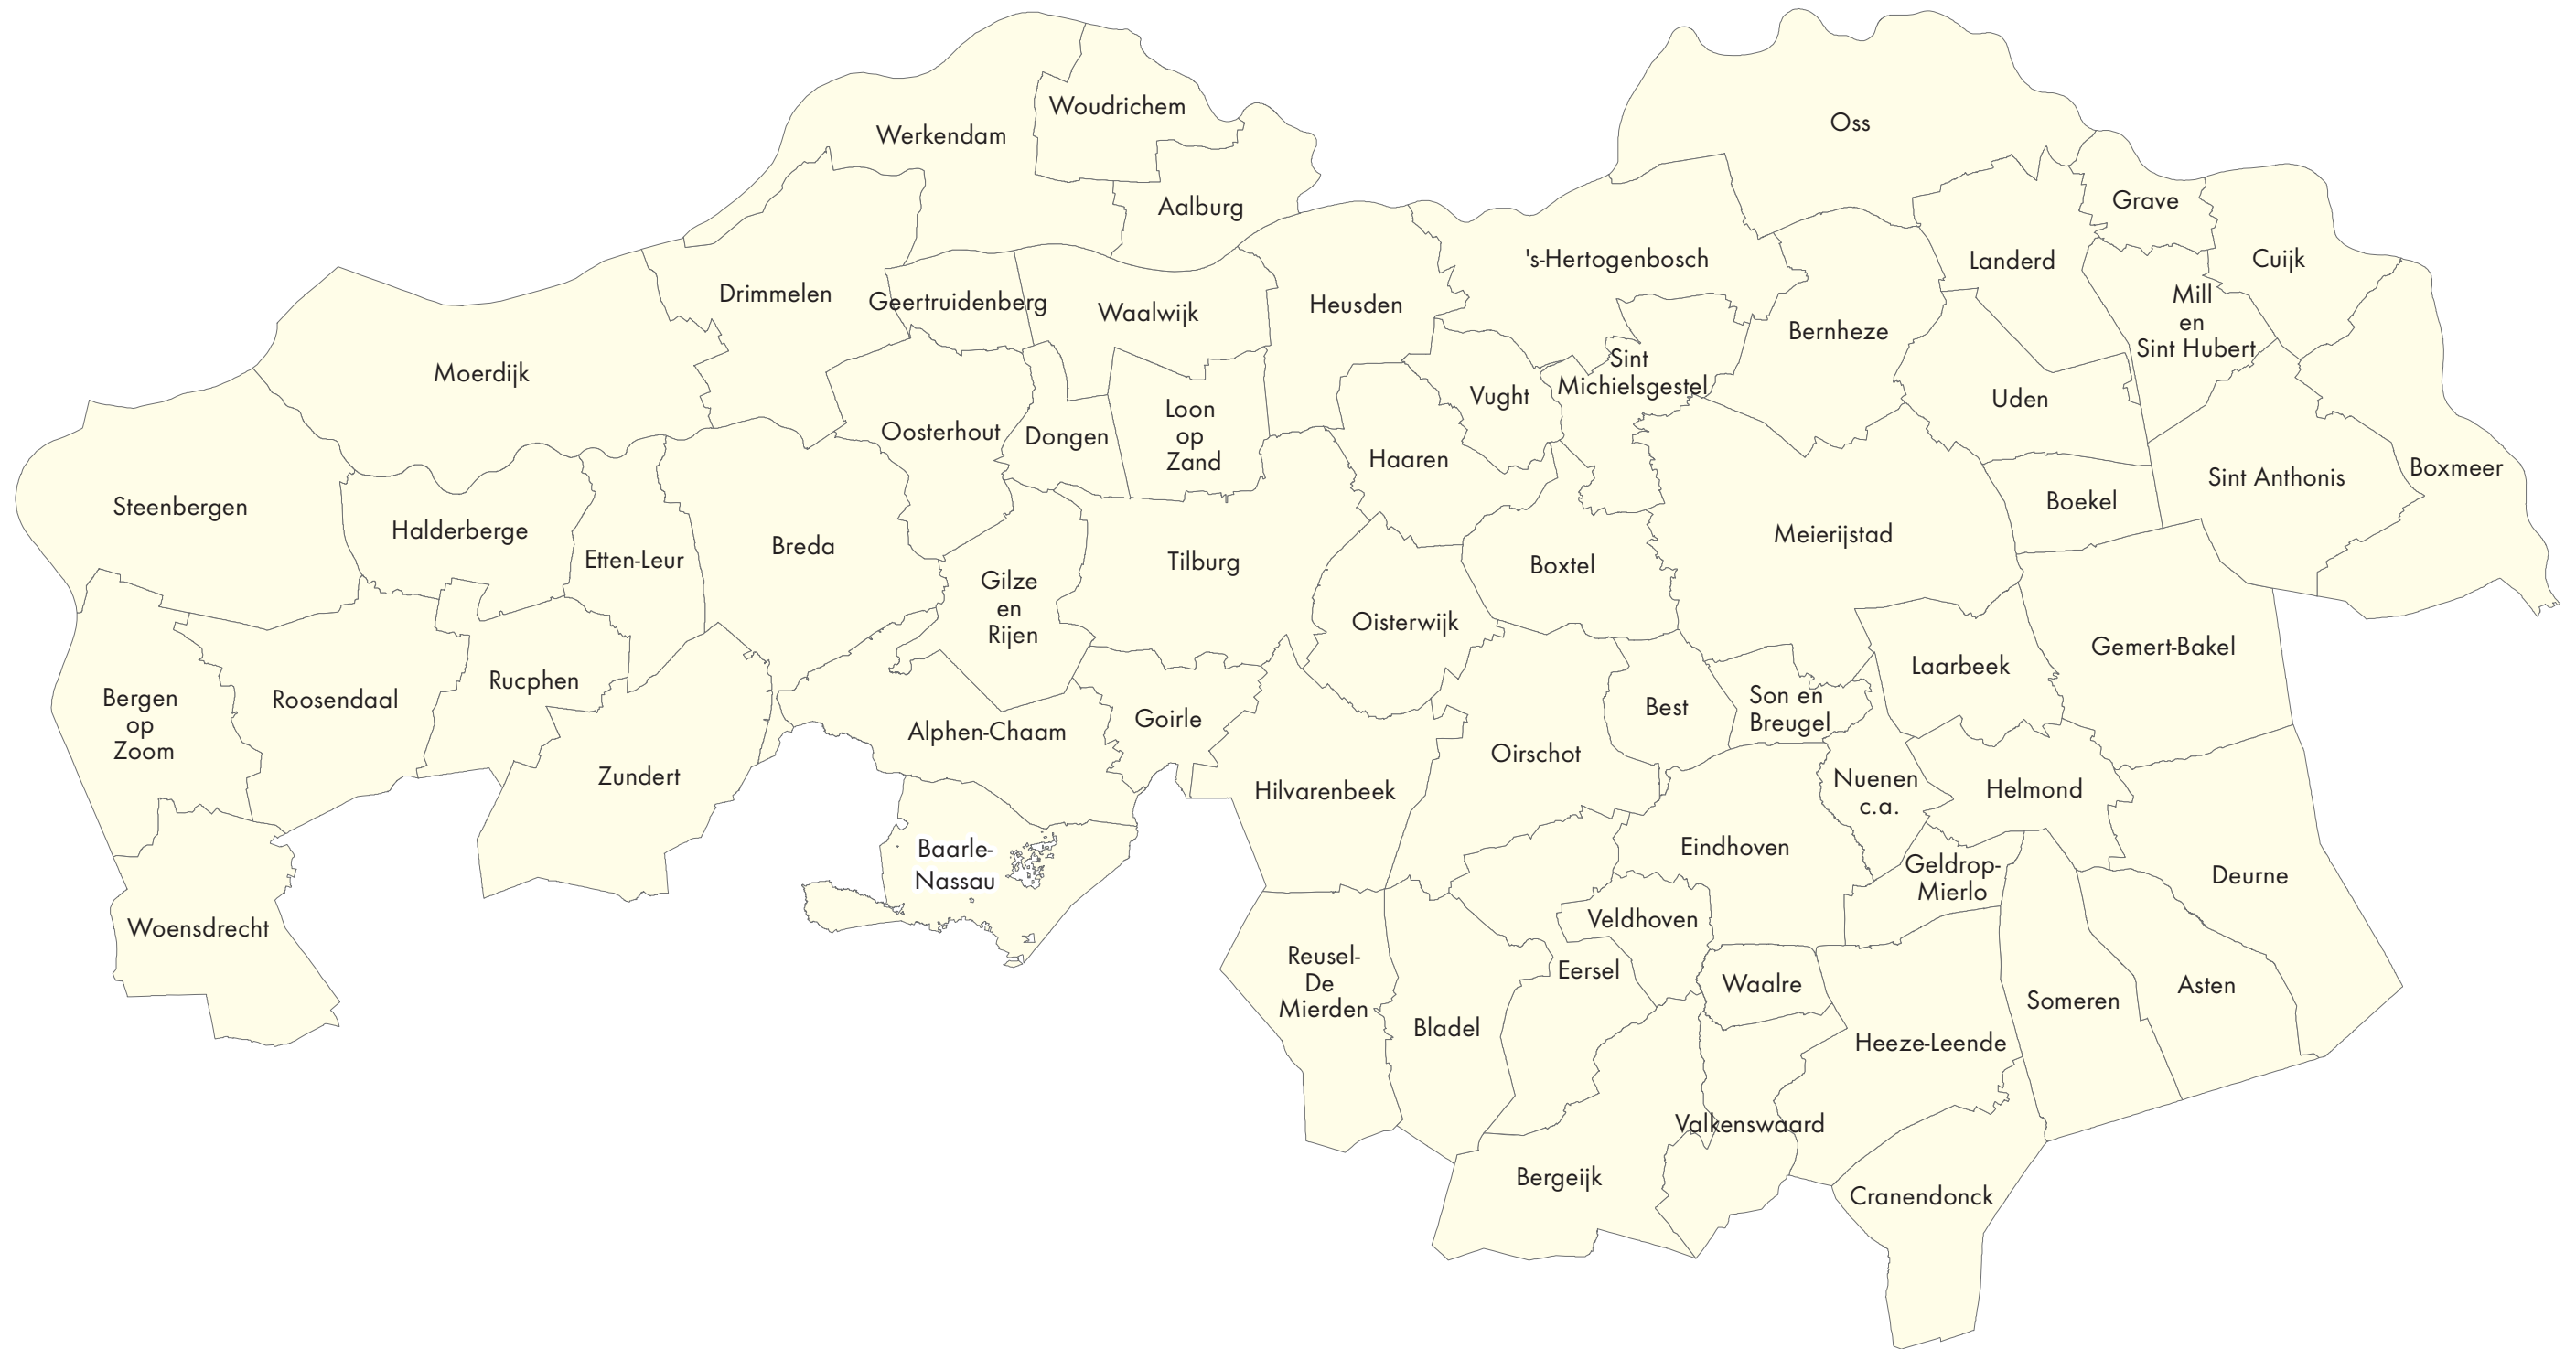 Woudrichem
Werkendam
Oss
Aalburg
Grave
's-Hertogenbosch
Landerd
Cuijk
Drimmelen
Geertruidenberg
Waalwijk
Heusden
Mill
en
Sint Hubert
Bernheze
Moerdijk
Sint
Michielsgestel
Vught
Uden
Loon
op
Zand
Oosterhout
Dongen
Haaren
Boxmeer
Sint Anthonis
Steenbergen
Halderberge
Boekel
Meierijstad
Breda
Etten-Leur
Tilburg
Boxtel
Gilze
en
Rijen
Oisterwijk
Gemert-Bakel
Laarbeek
Rucphen
Bergen
op
Zoom
Roosendaal
Son en
Breugel
Best
Goirle
Alphen-Chaam
Oirschot
Zundert
Nuenen
c.a.
Hilvarenbeek
Helmond
Baarle-
Nassau
Eindhoven
Geldrop-
Mierlo
Deurne
Woensdrecht
Veldhoven
Reusel-
De
Mierden
Eersel
Waalre
Asten
Someren
Bladel
Heeze-Leende
Valkenswaard
Bergeijk
Cranendonck